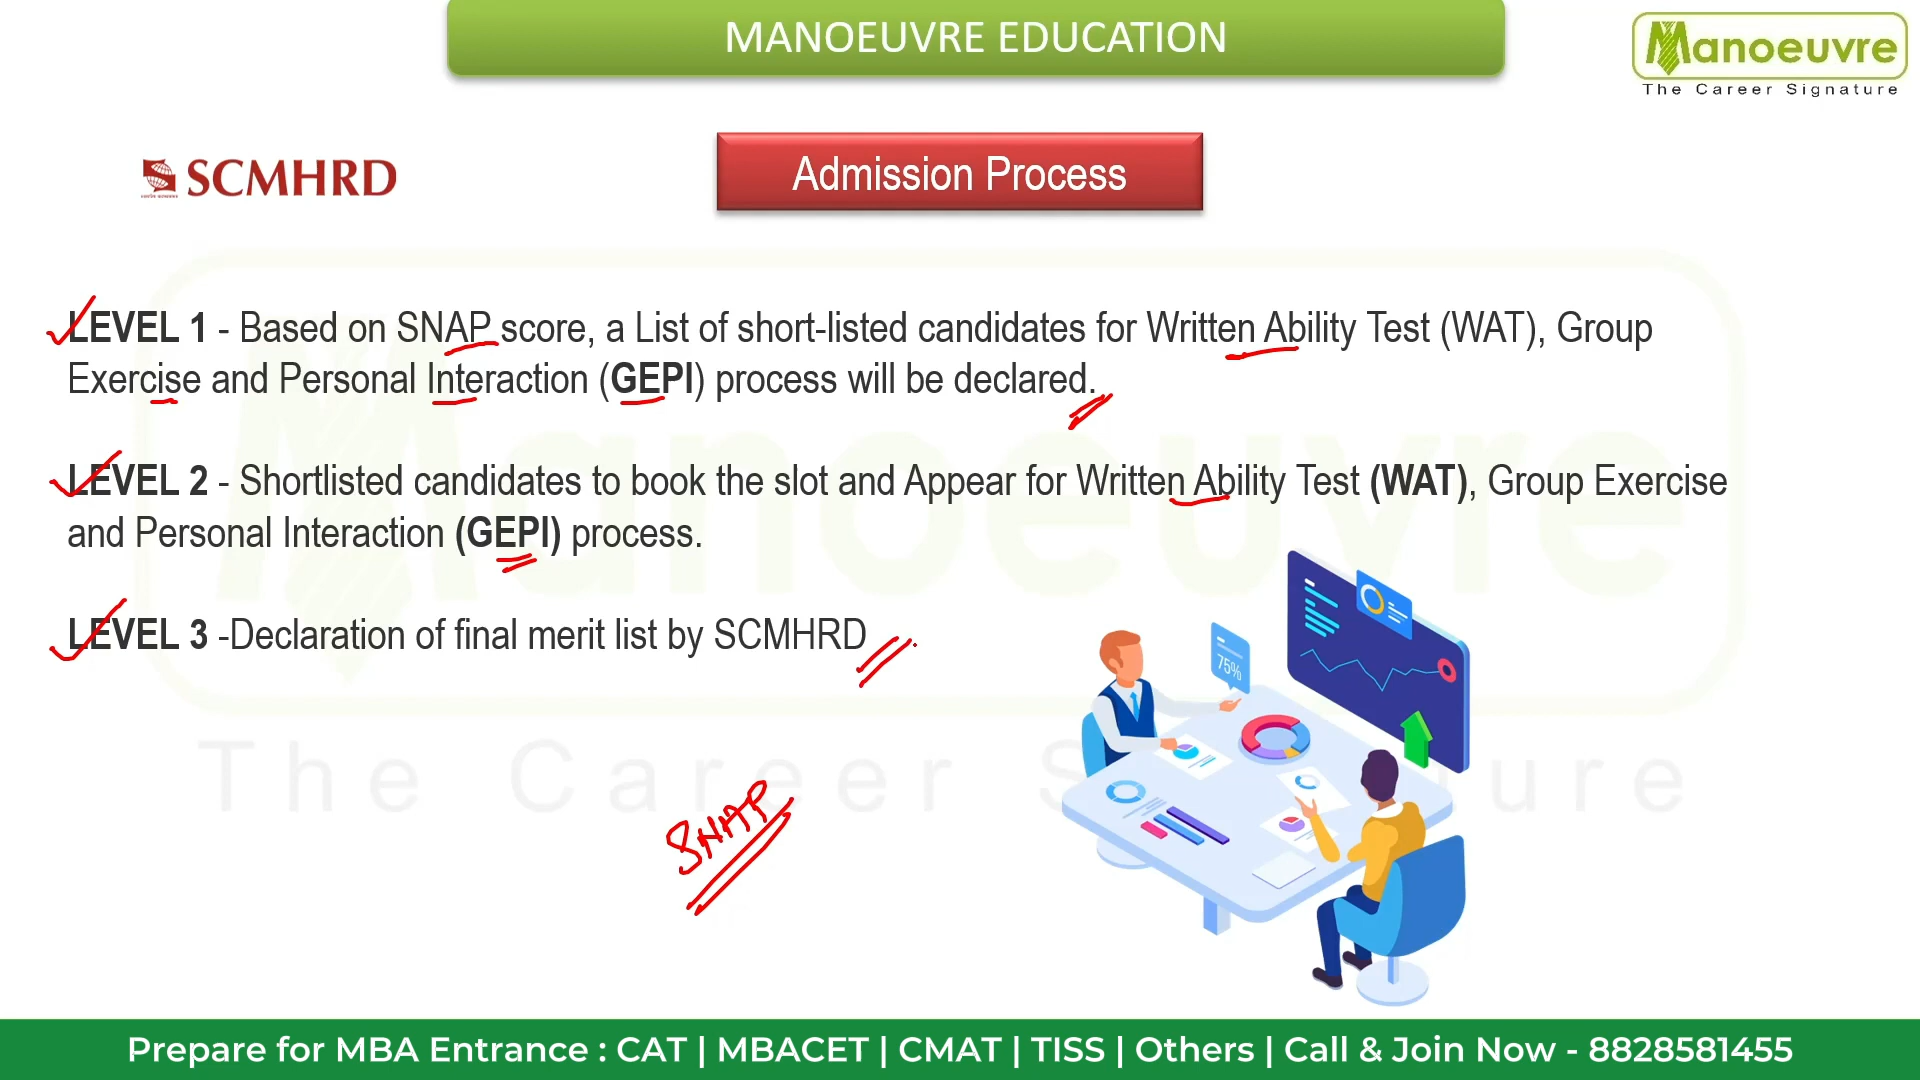 MANOEUVRE EDUCATION
Manoeuvre
The Career Signature
SCMHRD
Admission Process
LEVEL 1 - Based on SNAP score, a List of short-listed candidates for Written Ability Test (WAT), Group
Exercise and Personal Interaction (GEPI) process will be declared.
LEVEL 2 - Shortlisted candidates to book the slot and Appear for Written Ability Test (WAT), Group Exercise
and Personal Interaction (GEPI) process.
LEVEL 3 -Declaration of final merit list by SCMHRD
75%
SNAP
Manoeuvre
The Career Signature
Prepare for MBA Entrance : CAT | MBACET | CMAT | TISS | Others | Call & Join Now - 8828581455